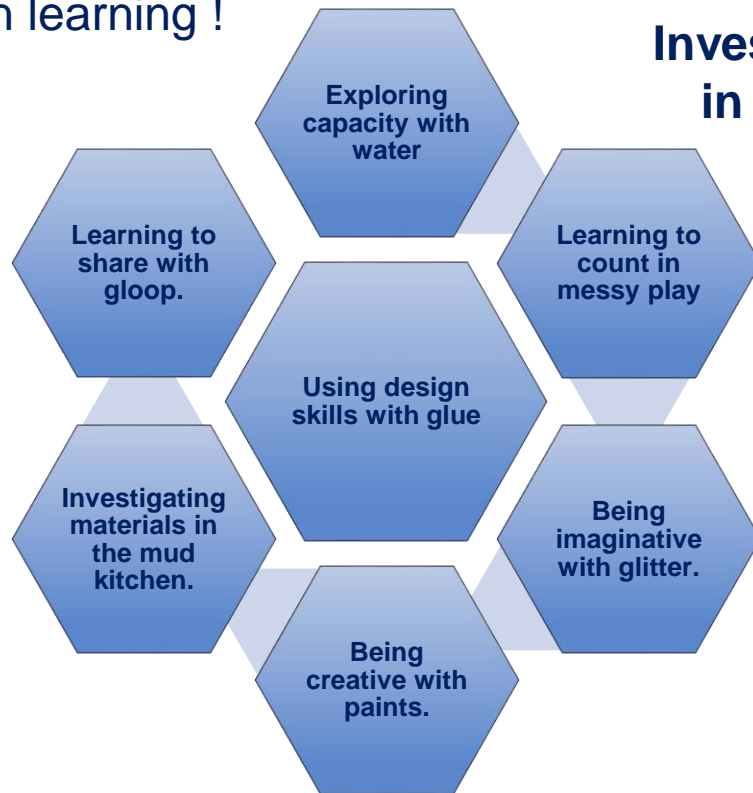 learning !
in
Exploring
capacity with
water
Learning to
share with
gloop.
Learning to
count in
messy play
Using design
skills with glue
Investigating
materials in
the mud
kitchen.
Being
imaginative
with glitter.
Being
creative with
paints.